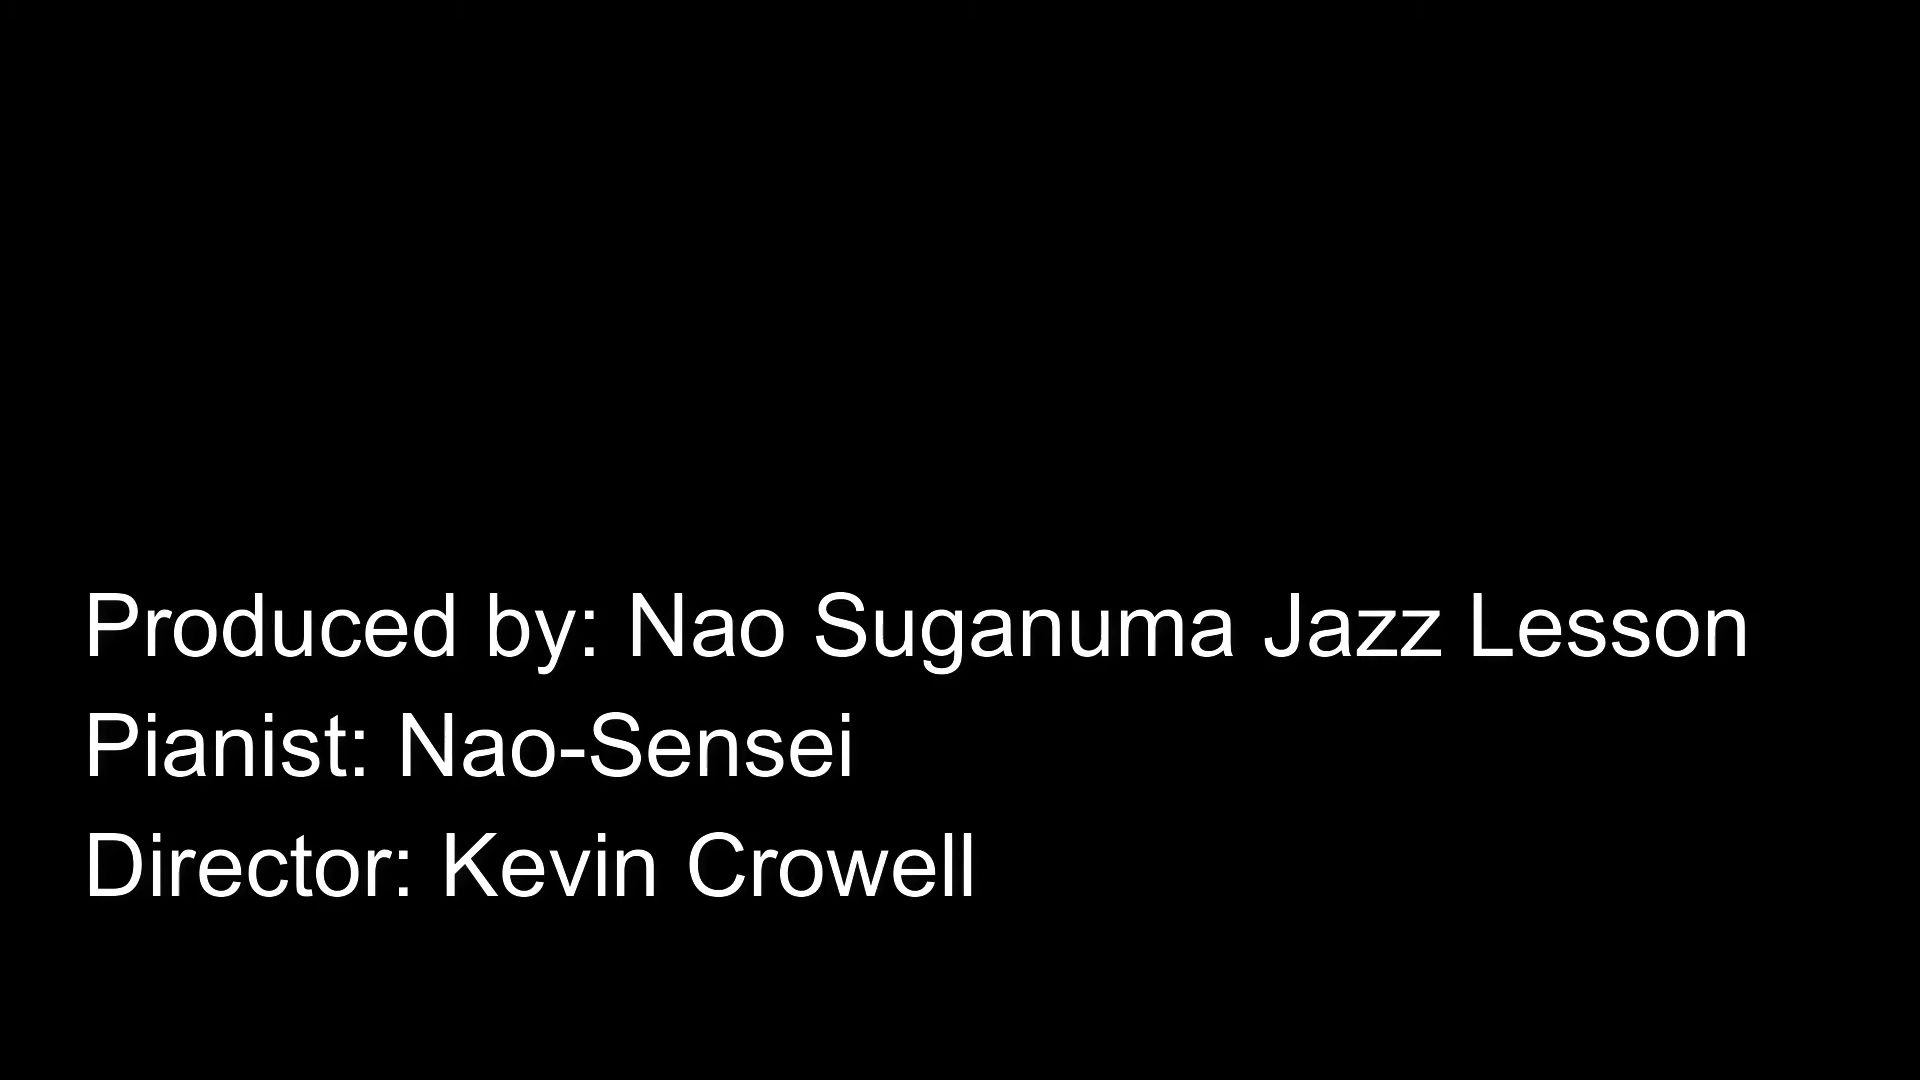 Produced by: Nao Suganuma Jazz Lesson
Pianist: Nao-Sensei
Director: Kevin Crowell